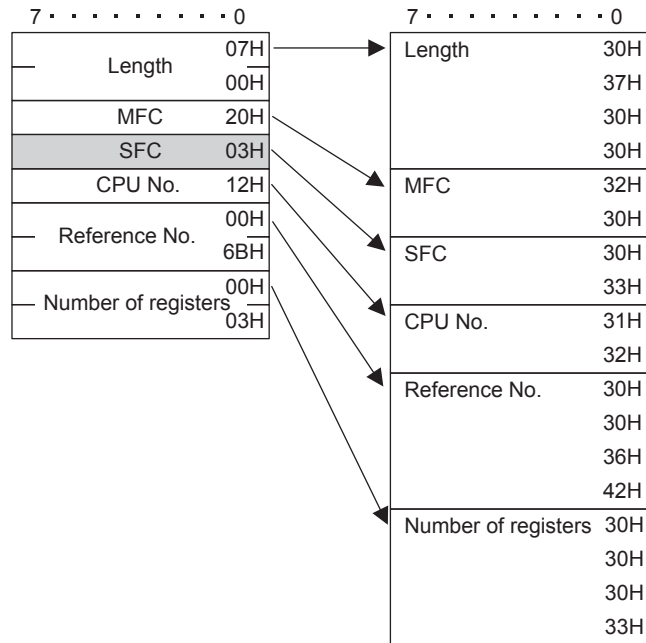 7 · · · · · · · 0
07H
Length
00H
MFC 20H
SFC 03H
CPU No. 12H
00H
Reference No.
6BH
00H
Number of registers
03H
7 · · · · · · · 0
Length 30H
37H
30H
30H
MFC 32H
30H
SFC 30H
33H
CPU No. 31H
32H
Reference No. 30H
30H
36H
42H
Number of registers 30H
30H
30H
33H